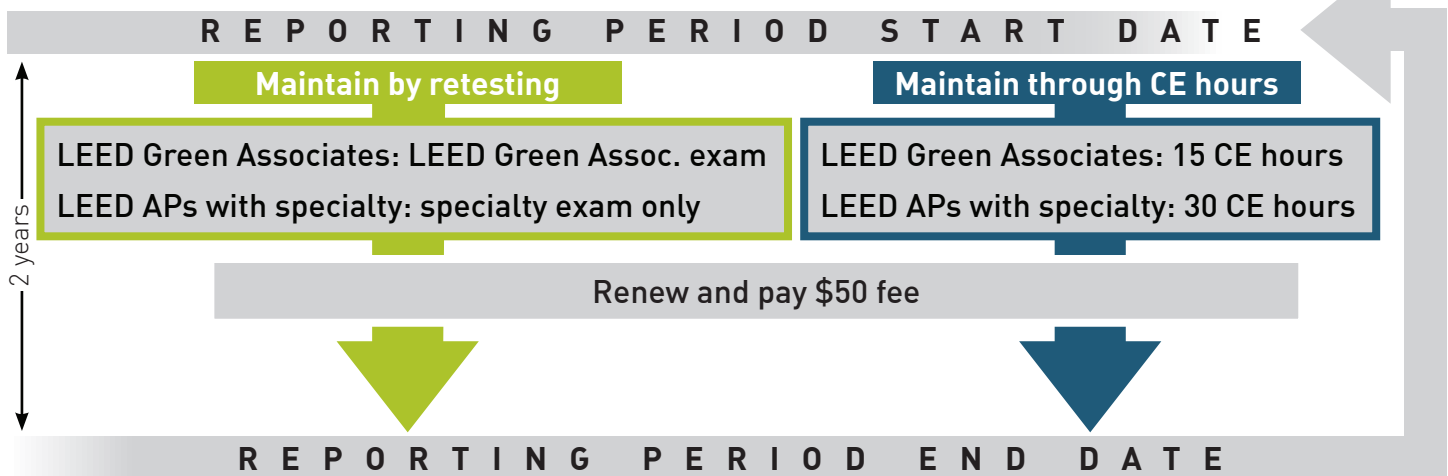 REPORTING PERIOD START DATE
Maintain by retesting
Maintain through CE hours
LEED Green Associates: LEED Green Assoc. exam
LEED APs with specialty: specialty exam only
LEED Green Associates: 15 CE hours
LEED APs with specialty: 30 CE hours
2 years
Renew and pay $50 fee
REPORTING PERIOD END DATE